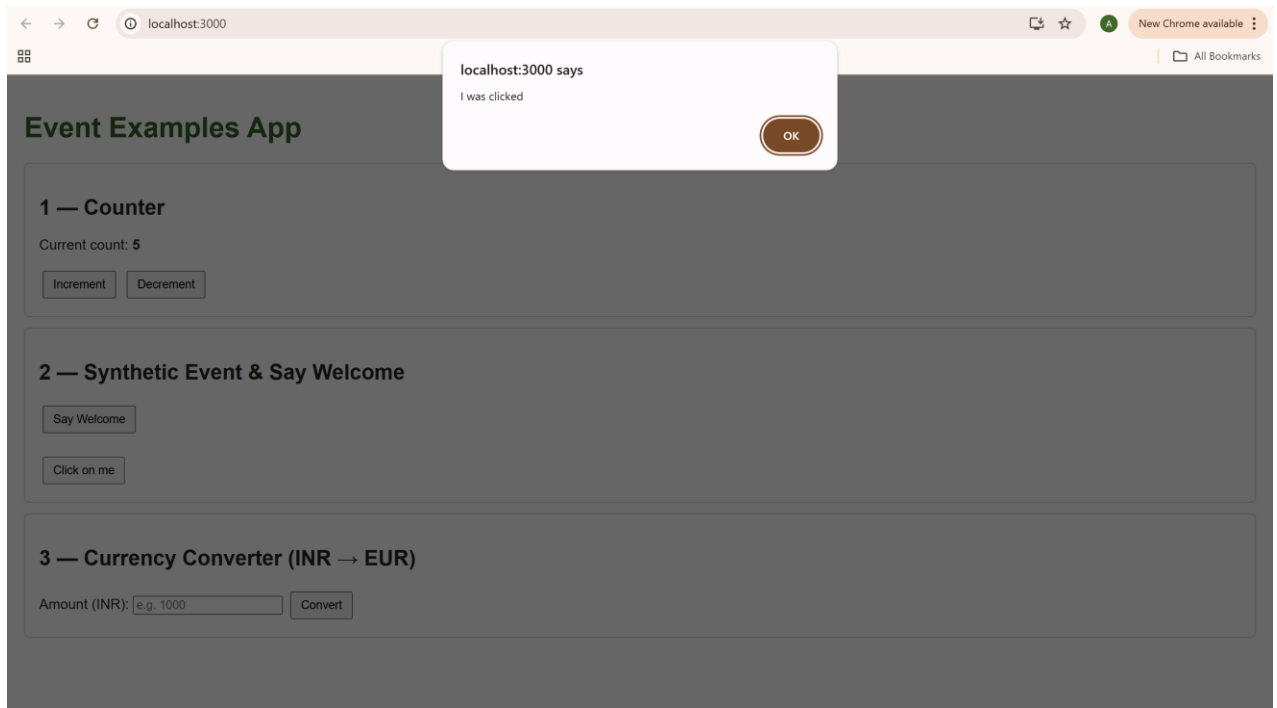 localhost:3000
A
New Chrome available
All Bookmarks
localhost:3000 says
I was clicked
OK
Event Examples App
1 — Counter
Current count: 5
Increment Decrement
2 — Synthetic Event & Say Welcome
Say Welcome
Click on me
3 — Currency Converter (INR → EUR)
Amount (INR): e.g. 1000 Convert